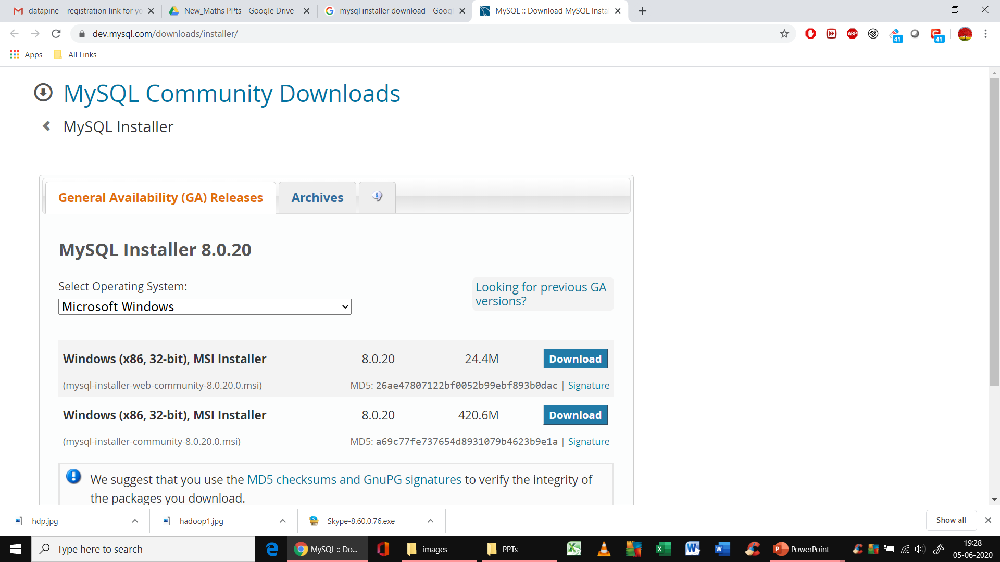 datapine – registration link for yo
New_Maths PPts - Google Drive
mysql installer download - Googl
MySQL :: Download MySQL Insta
dev.mysql.com/downloads/installer/
ABP
41
41
Apps
All Links
MySQL Community Downloads
MySQL Installer
General Availability (GA) Releases
Archives
MySQL Installer 8.0.20
Select Operating System:
Looking for previous GA
versions?
Microsoft Windows
Windows (x86, 32-bit), MSI Installer 8.0.20 24.4M Download
(mysql-installer-web-community-8.0.20.0.msi) MD5: 26ae47807122bf0052b99ebf893b0dac | Signature
Windows (x86, 32-bit), MSI Installer 8.0.20 420.6M Download
(mysql-installer-community-8.0.20.0.msi) MD5: a69c77fe737654d8931079b4623b9e1a | Signature
We suggest that you use the MD5 checksums and GnuPG signatures to verify the integrity of
the packages you download.
hdp.jpg
hadoop1.jpg
Skype-8.60.0.76.exe
Show all
Type here to search
MySQL :: Do...
images
PPTs
PowerPoint
19:28
05-06-2020